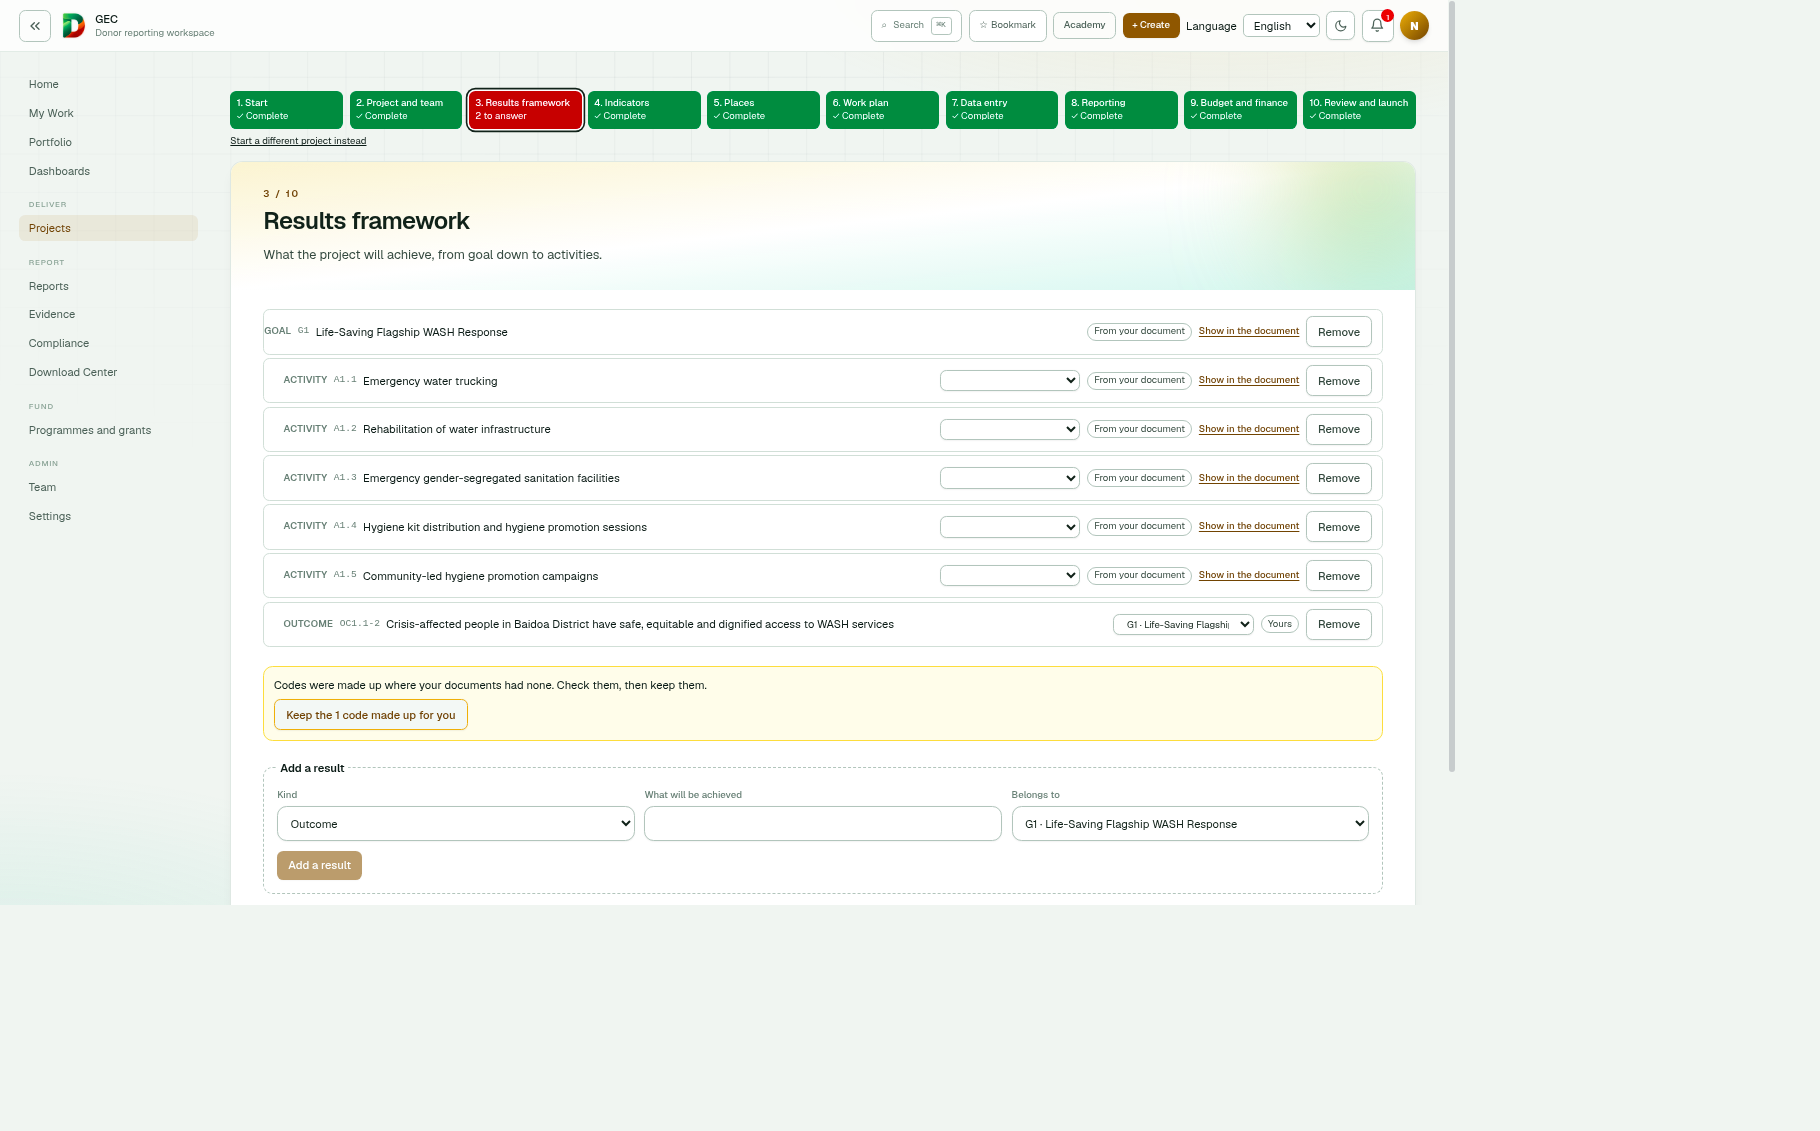 GEC
Donor reporting workspace
Search ⌘K
☆ Bookmark
Academy
+ Create
Language
English
1
N
Home
My Work
Portfolio
Dashboards
DELIVER
Projects
REPORT
Reports
Evidence
Compliance
Download Center
FUND
Programmes and grants
ADMIN
Team
Settings
1. Start
✓ Complete
2. Project and team
✓ Complete
3. Results framework
2 to answer
4. Indicators
✓ Complete
5. Places
✓ Complete
6. Work plan
✓ Complete
7. Data entry
✓ Complete
8. Reporting
✓ Complete
9. Budget and finance
✓ Complete
10. Review and launch
✓ Complete
Start a different project instead
3 / 10
Results framework
What the project will achieve, from goal down to activities.
GOAL G1 Life-Saving Flagship WASH Response From your document Show in the document Remove
ACTIVITY A1.1 Emergency water trucking From your document Show in the document Remove
ACTIVITY A1.2 Rehabilitation of water infrastructure From your document Show in the document Remove
ACTIVITY A1.3 Emergency gender-segregated sanitation facilities From your document Show in the document Remove
ACTIVITY A1.4 Hygiene kit distribution and hygiene promotion sessions From your document Show in the document Remove
ACTIVITY A1.5 Community-led hygiene promotion campaigns From your document Show in the document Remove
OUTCOME OC1.1-2 Crisis-affected people in Baidoa District have safe, equitable and dignified access to WASH services G1 · Life-Saving Flagshi Yours Remove
Codes were made up where your documents had none. Check them, then keep them.
Keep the 1 code made up for you
Add a result
Kind
What will be achieved
Belongs to
Outcome
G1 · Life-Saving Flagship WASH Response
Add a result